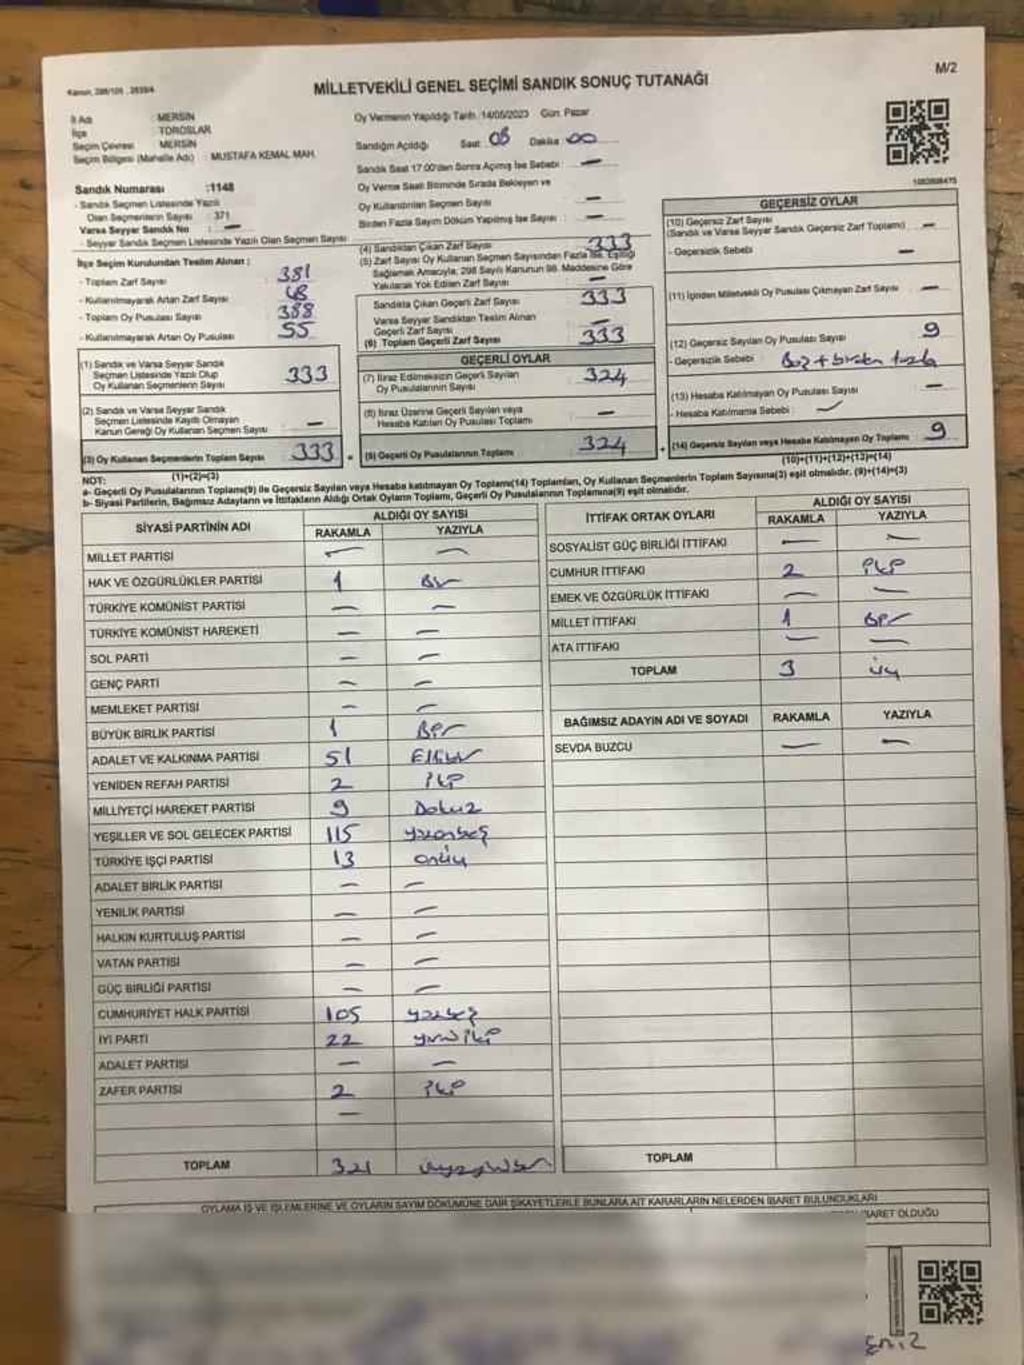 M/2
MİLLETVEKİLİ GENEL SEÇİMİ SANDIK SONUÇ TUTANAĞI
İl Adı : MERSİN
İlçe : TOROSLAR
Seçim Çevresi : MERSİN
Seçim Bölgesi (Mahalle Adı) : MUSTAFA KEMAL MAH.
Oy Vermenin Yapıldığı Tarih :14/05/2023 Gün: Pazar
Sandığın Açıldığı Saat 08 Dakika 00
Sandık Saat 17:00'den Sonra Açılmış İse Sebebi : —
Oy Verme Saati Bitiminde Sırada Bekleyen ve
Oy Kullandırılan Seçmen Sayısı : —
Birden Fazla Sayım Döküm Yapılmış İse Sayısı : —
Sandık Numarası :1148
- Sandık Seçmen Listesinde Yazılı
Olan Seçmenlerin Sayısı : 371
Varsa Seyyar Sandık No : —
- Seyyar Sandık Seçmen Listesinde Yazılı Olan Seçmen Sayısı :
İlçe Seçim Kurulundan Teslim Alınan :
- Toplam Zarf Sayısı : 381
- Kullanılmayarak Artan Zarf Sayısı : 48
- Toplam Oy Pusulası Sayısı : 388
- Kullanılmayarak Artan Oy Pusulası : 55
(1) Sandık ve Varsa Seyyar Sandık
Seçmen Listesinde Yazılı Olup
Oy Kullanan Seçmenlerin Sayısı : 333
(2) Sandık ve Varsa Seyyar Sandık
Seçmen Listesinde Kayıtlı Olmayan
Kanun Gereği Oy Kullanan Seçmen Sayısı : —
(3) Oy Kullanan Seçmenlerin Toplam Sayısı 333
(1)+(2)=(3)
(4) Sandıktan Çıkan Zarf Sayısı : 333
(5) Zarf Sayısı Oy Kullanan Seçmen Sayısından Fazla İse, Eşitliği
Sağlamak Amacıyla, 298 Sayılı Kanunun 98. Maddesine Göre
Yakılarak Yok Edilen Zarf Sayısı : —
Sandıkta Çıkan Geçerli Zarf Sayısı : 333
Varsa Seyyar Sandıktan Teslim Alınan
Geçerli Zarf Sayısı : —
(6) Toplam Geçerli Zarf Sayısı : 333
GEÇERLİ OYLAR
(7) İtiraz Edilmeksizin Geçerli Sayılan
Oy Pusulalarının Sayısı : 324
(8) İtiraz Üzerine Geçerli Sayılan veya
Hesaba Katılan Oy Pusulası Toplamı : —
(9) Geçerli Oy Pusulalarının Toplamı : 324
GEÇERSİZ OYLAR
(10) Geçersiz Zarf Sayısı
(Sandık ve Varsa Seyyar Sandık Geçersiz Zarf Toplamı) : —
- Geçersizlik Sebebi : —
(11) İçinden Milletvekili Oy Pusulası Çıkmayan Zarf Sayısı : —
(12) Geçersiz Sayılan Oy Pusulası Sayısı : 9
- Geçersizlik Sebebi : Boş + birden fazla
(13) Hesaba Katılmayan Oy Pusulası Sayısı : —
- Hesaba Katılmama Sebebi : —
(14) Geçersiz Sayılan veya Hesaba Katılmayan Oy Toplamı : 9
(10)+(11)+(12)+(13)=(14)
NOT:
a- Geçerli Oy Pusulalarının Toplamı(9) ile Geçersiz Sayılan veya Hesaba Katılmayan Oy Toplamı(14) Toplamları, Oy Kullanan Seçmenlerin Toplam Sayısına(3) eşit olmalıdır. (9)+(14)=(3)
b- Siyasi Partilerin, Bağımsız Adayların ve İttifakların Aldığı Ortak Oyların Toplamı, Geçerli Oy Pusulalarının Toplamına(9) eşit olmalıdır.
SİYASİ PARTİNİN ADI ALDIĞI OY SAYISI
RAKAMLA YAZIYLA
MİLLET PARTİSİ — —
HAK VE ÖZGÜRLÜKLER PARTİSİ 1 Bir
TÜRKİYE KOMÜNİST PARTİSİ — —
TÜRKİYE KOMÜNİST HAREKETİ — —
SOL PARTİ — —
GENÇ PARTİ — —
MEMLEKET PARTİSİ — —
BÜYÜK BİRLİK PARTİSİ 1 Bir
ADALET VE KALKINMA PARTİSİ 51 Ellibir
YENİDEN REFAH PARTİSİ 2 iki
MİLLİYETÇİ HAREKET PARTİSİ 9 Dokuz
YEŞİLLER VE SOL GELECEK PARTİSİ 115 yüzonbeş
TÜRKİYE İŞÇİ PARTİSİ 13 onüç
ADALET BİRLİK PARTİSİ — —
YENİLİK PARTİSİ — —
HALKIN KURTULUŞ PARTİSİ — —
VATAN PARTİSİ — —
GÜÇ BİRLİĞİ PARTİSİ — —
CUMHURİYET HALK PARTİSİ 105 yüzbeş
İYİ PARTİ 22 yirmi iki
ADALET PARTİSİ — —
ZAFER PARTİSİ 2 iki
—
TOPLAM 321 üçyüzyirmibir
İTTİFAK ORTAK OYLARI ALDIĞI OY SAYISI
RAKAMLA YAZIYLA
SOSYALİST GÜÇ BİRLİĞİ İTTİFAKI — —
CUMHUR İTTİFAKI 2 iki
EMEK VE ÖZGÜRLÜK İTTİFAKI — —
MİLLET İTTİFAKI 1 Bir
ATA İTTİFAKI — —
TOPLAM 3 üç
BAĞIMSIZ ADAYIN ADI VE SOYADI RAKAMLA YAZIYLA
SEVDA BUZCU — —
TOPLAM
OYLAMA İŞ VE İŞLEMLERİNE VE OYLARIN SAYIM DÖKÜMÜNE DAİR ŞİKAYETLERLE BUNLARA AİT KARARLARIN NELERDEN İBARET BULUNDUKLARI
İBARET OLDUĞU